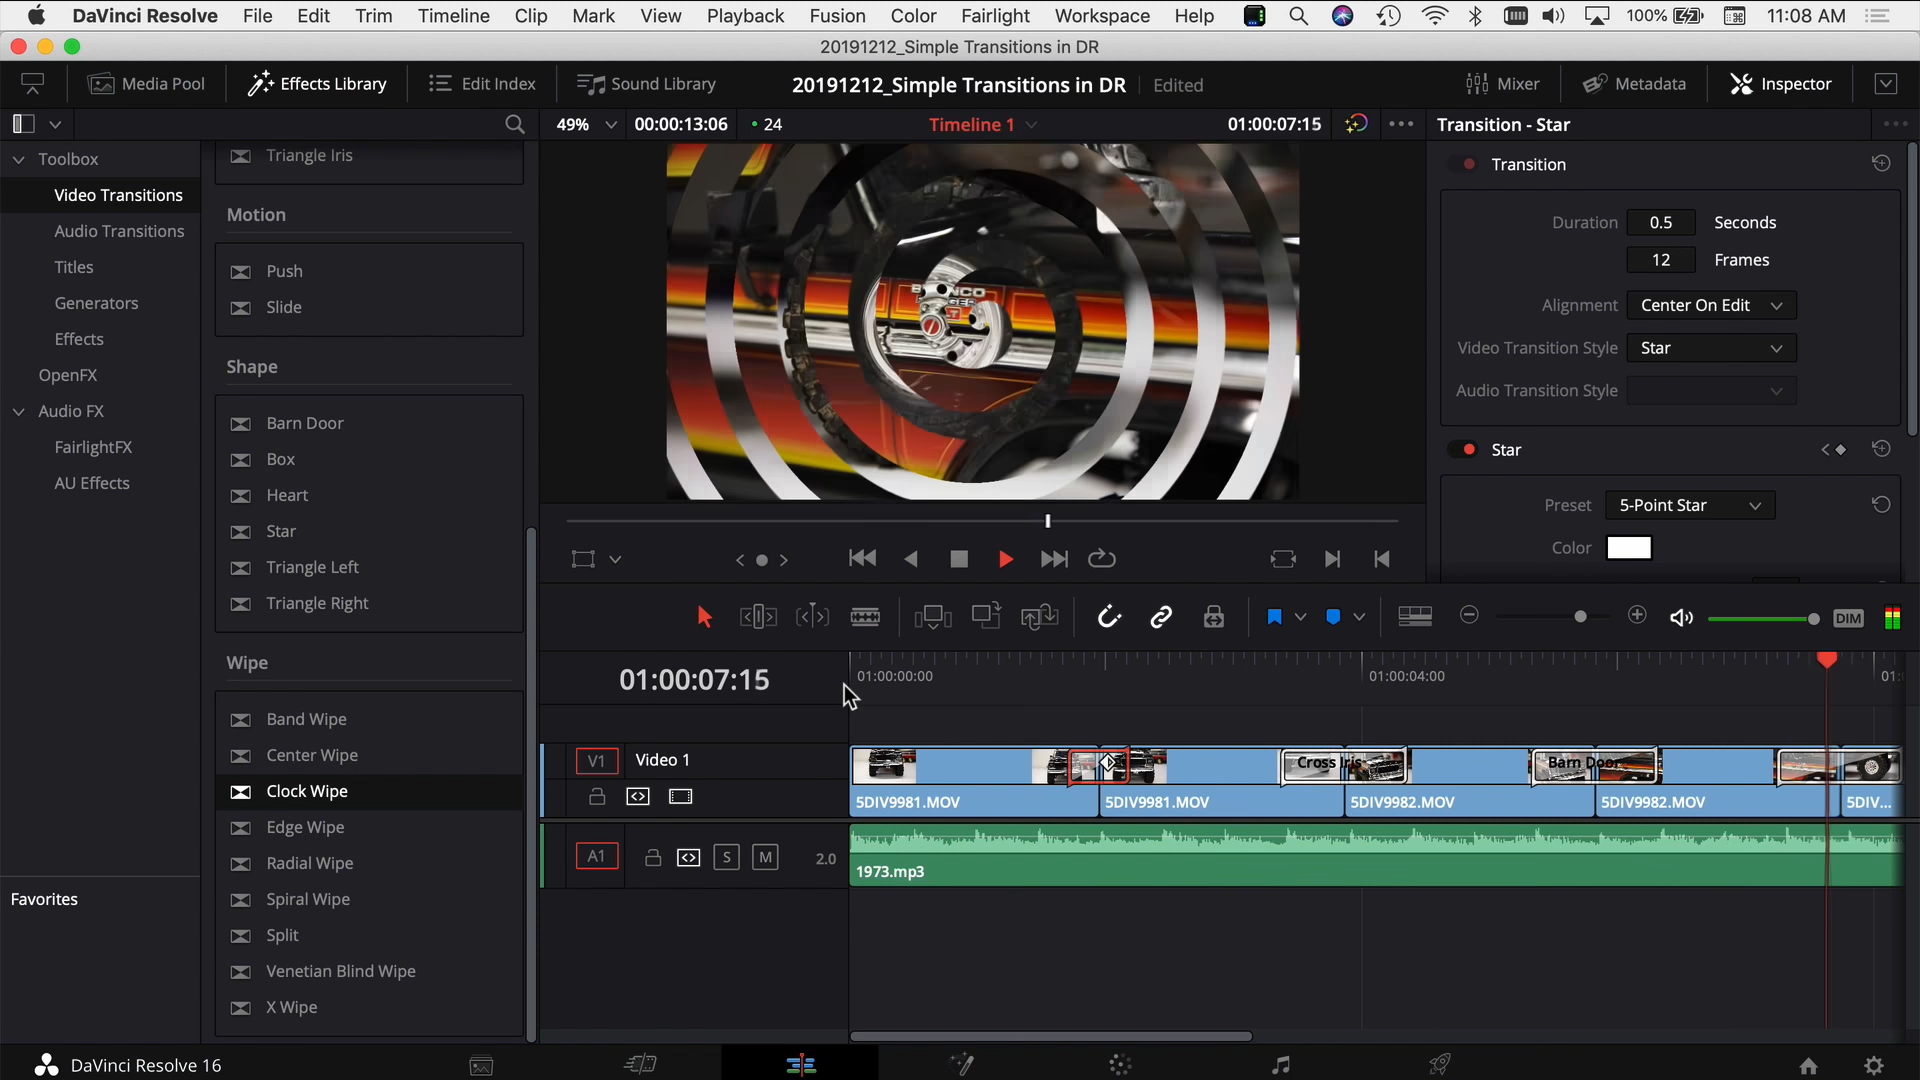 DaVinci Resolve File Edit Trim Timeline Clip Mark View Playback Fusion Color Fairlight Workspace Help 100% 11:08 AM
20191212_Simple Transitions in DR
Media Pool Effects Library Edit Index Sound Library 20191212_Simple Transitions in DR Edited Mixer Metadata Inspector
49% 00:00:13:06 24 Timeline 1 01:00:07:15 Transition - Star
Toolbox
Video Transitions
Audio Transitions
Titles
Generators
Effects
OpenFX
Audio FX
FairlightFX
AU Effects
Favorites
Triangle Iris
Motion
Push
Slide
Shape
Barn Door
Box
Heart
Star
Triangle Left
Triangle Right
Wipe
Band Wipe
Center Wipe
Clock Wipe
Edge Wipe
Radial Wipe
Spiral Wipe
Split
Venetian Blind Wipe
X Wipe
Transition
Duration 0.5 Seconds
12 Frames
Alignment Center On Edit
Video Transition Style Star
Audio Transition Style
Star
Preset 5-Point Star
Color
DIM
01:00:07:15 01:00:00:00 01:00:04:00 01:
V1 Video 1 Cross Iris Barn Door
5DIV9981.MOV 5DIV9981.MOV 5DIV9982.MOV 5DIV9982.MOV 5DIV...
A1 S M 2.0
1973.mp3
DaVinci Resolve 16